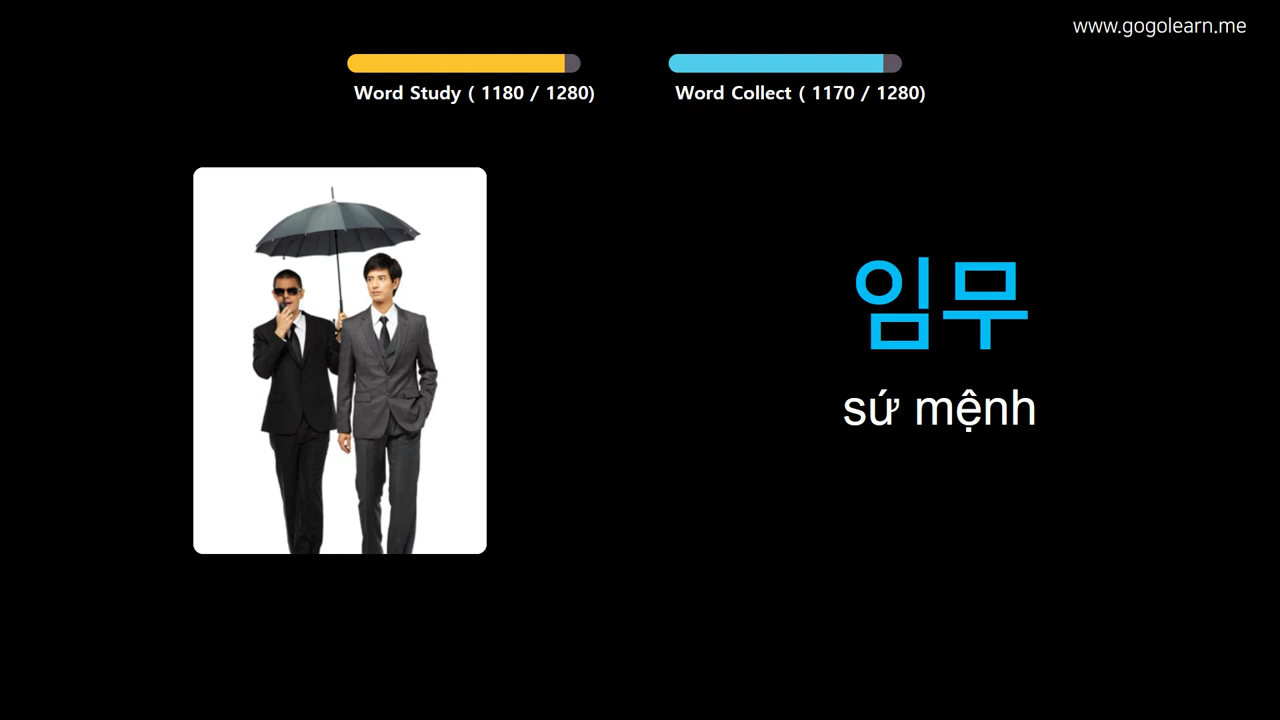 www.gogolearn.me
Word Study ( 1180 / 1280)
Word Collect ( 1170 / 1280)
임무
sứ mệnh